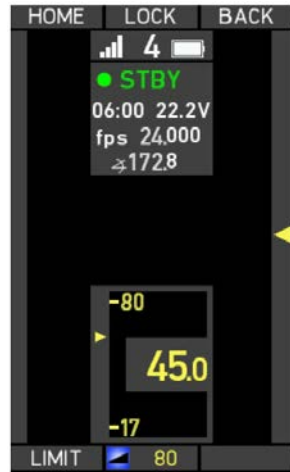 HOME LOCK BACK
4
STBY
06:00 22.2V
fps 24.000
∡172.8
80
45.0
17
LIMIT 80